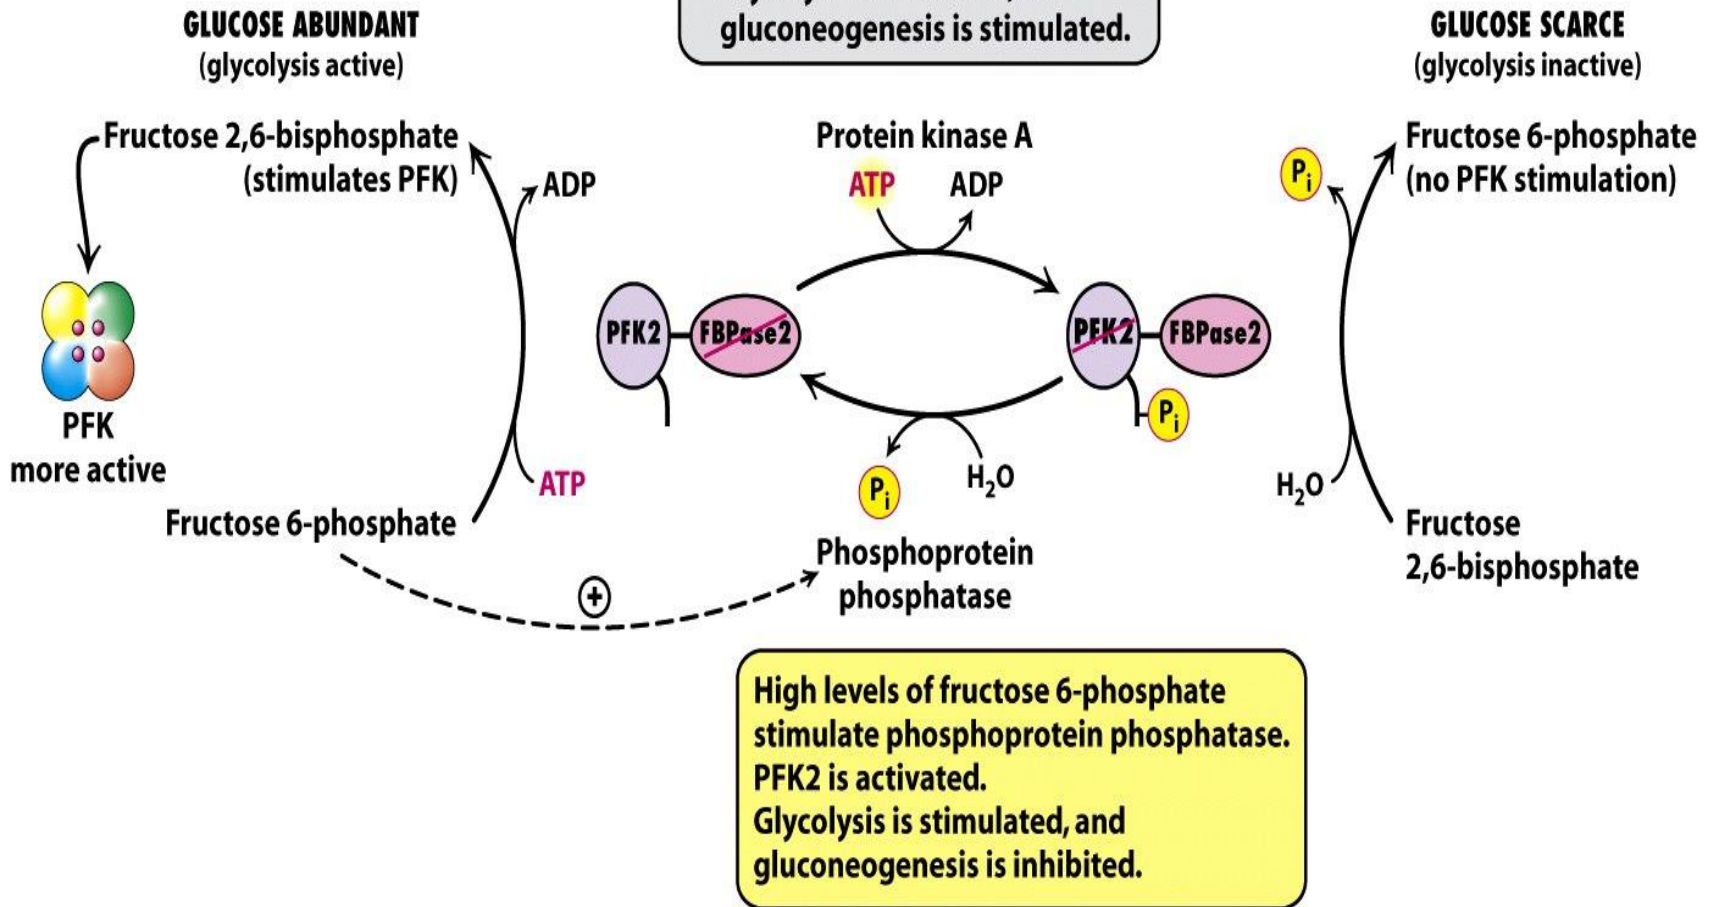 gluconeogenesis is stimulated.
GLUCOSE ABUNDANT
(glycolysis active)
GLUCOSE SCARCE
(glycolysis inactive)
Fructose 2,6-bisphosphate
(stimulates PFK)
ADP
Protein kinase A
ATP
ADP
Pi
Fructose 6-phosphate
(no PFK stimulation)
PFK2
FBPase2
PFK2
FBPase2
Pi
PFK
more active
ATP
Fructose 6-phosphate
Pi
H2O
Phosphoprotein
phosphatase
+
H2O
Fructose
2,6-bisphosphate
High levels of fructose 6-phosphate
stimulate phosphoprotein phosphatase.
PFK2 is activated.
Glycolysis is stimulated, and
gluconeogenesis is inhibited.